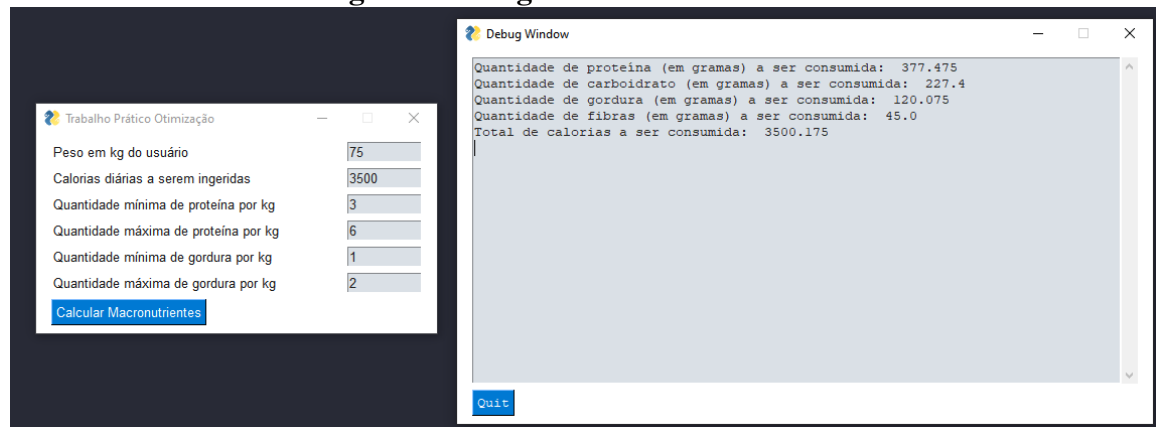 Trabalho Prático Otimização
Peso em kg do usuário 75
Calorias diárias a serem ingeridas 3500
Quantidade mínima de proteína por kg 3
Quantidade máxima de proteína por kg 6
Quantidade mínima de gordura por kg 1
Quantidade máxima de gordura por kg 2
Calcular Macronutrientes
Debug Window
Quantidade de proteína (em gramas) a ser consumida: 377.475
Quantidade de carboidrato (em gramas) a ser consumida: 227.4
Quantidade de gordura (em gramas) a ser consumida: 120.075
Quantidade de fibras (em gramas) a ser consumida: 45.0
Total de calorias a ser consumida: 3500.175
Quit